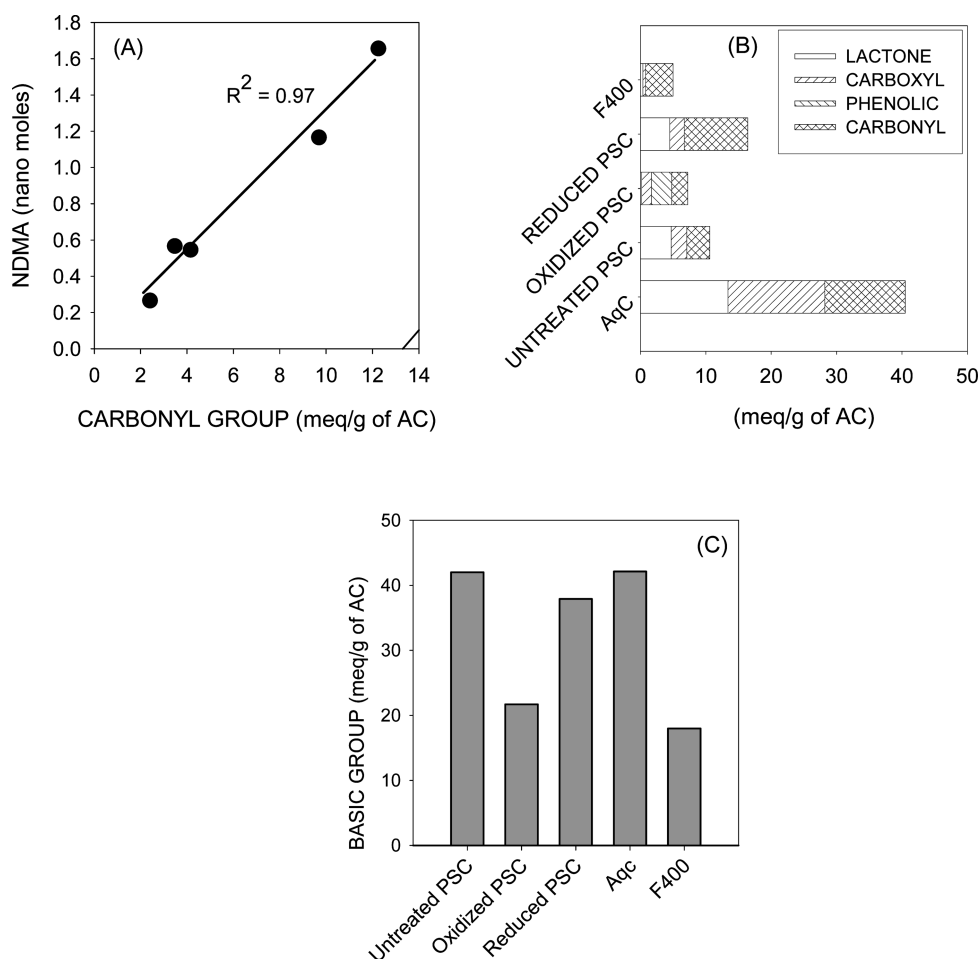 (A)
R² = 0.97
NDMA (nano moles)
1.8
1.6
1.4
1.2
1.0
0.8
0.6
0.4
0.2
0.0
0 2 4 6 8 10 12 14
CARBONYL GROUP (meq/g of AC)
(B)
LACTONE
CARBOXYL
PHENOLIC
CARBONYL
F400
REDUCED PSC
OXIDIZED PSC
UNTREATED PSC
AqC
0 10 20 30 40 50
(meq/g of AC)
(C)
BASIC GROUP (meq/g of AC)
50
40
30
20
10
0
Untreated PSC
Oxidized PSC
Reduced PSC
Aqc
F400